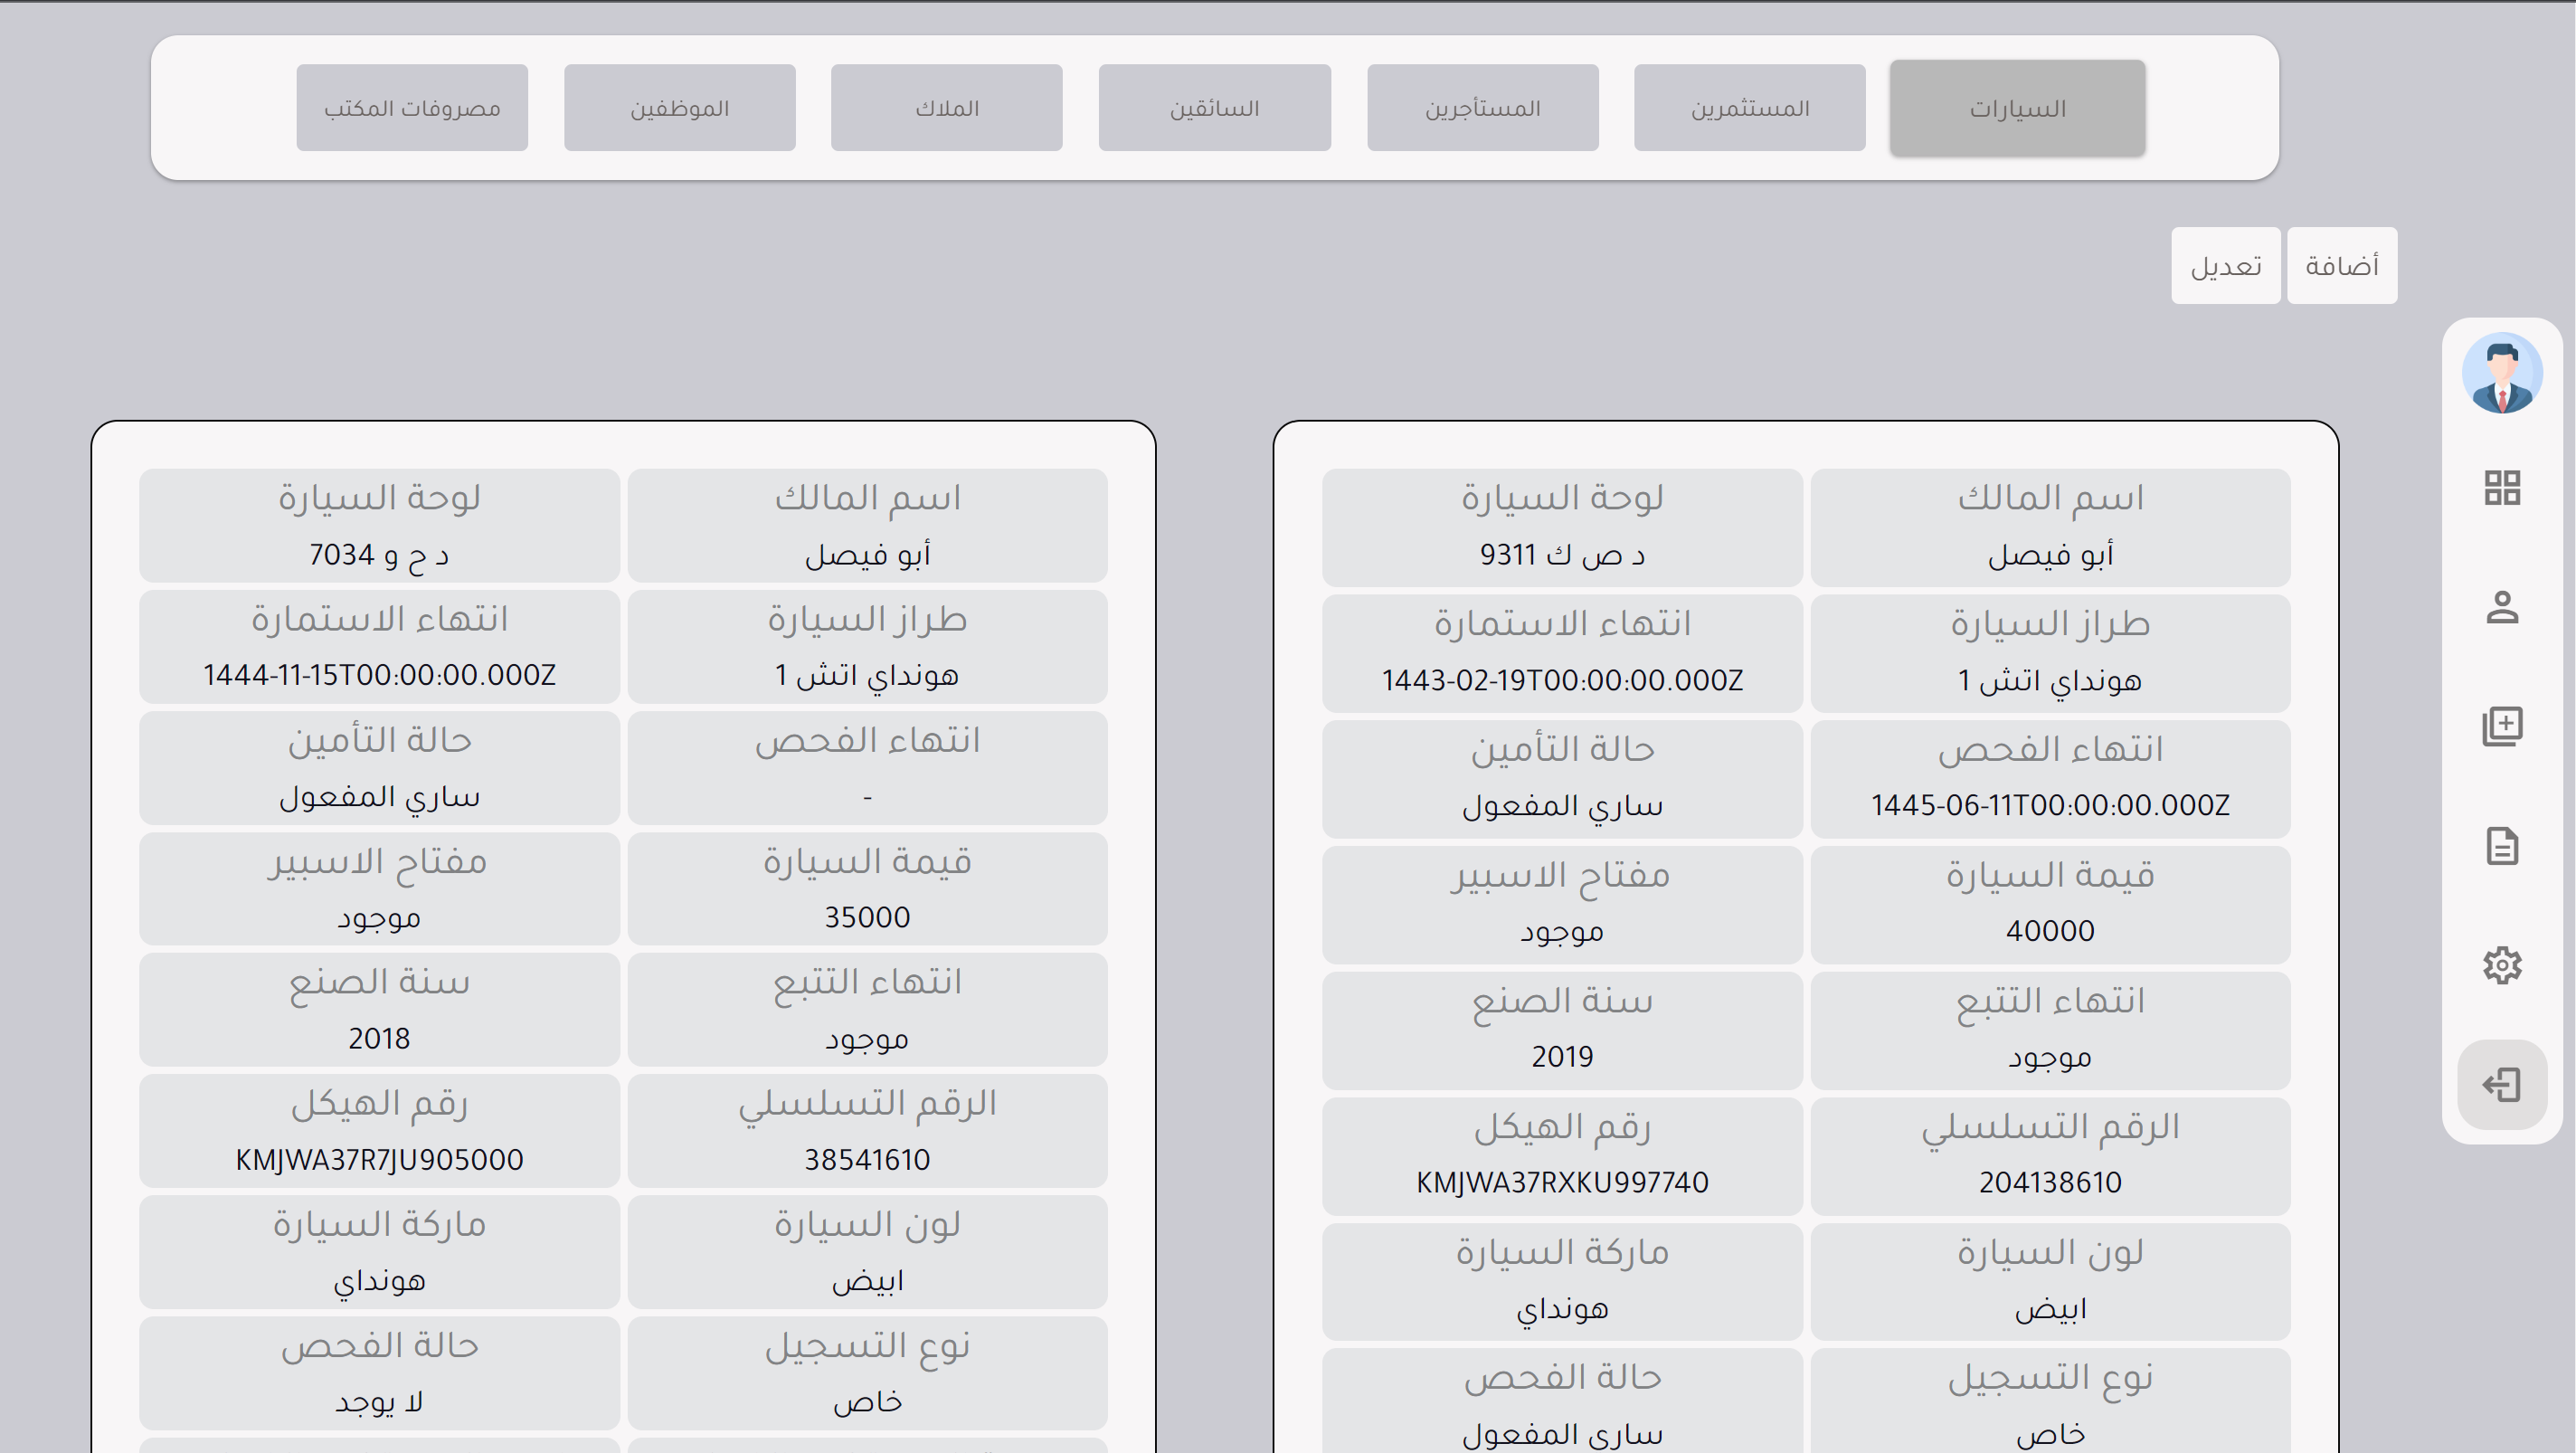 السيارات
المستثمرين
المستأجرين
السائقين
الملاك
الموظفين
مصروفات المكتب
أضافة
تعديل
اسم المالك
أبو فيصل
لوحة السيارة
د ص ك 9311
طراز السيارة
هونداي اتش 1
انتهاء الاستمارة
1443-02-19T00:00:00.000Z
انتهاء الفحص
1445-06-11T00:00:00.000Z
حالة التأمين
ساري المفعول
قيمة السيارة
40000
مفتاح الاسبير
موجود
انتهاء التتبع
موجود
سنة الصنع
2019
الرقم التسلسلي
204138610
رقم الهيكل
KMJWA37RXKU997740
لون السيارة
ابيض
ماركة السيارة
هونداي
نوع التسجيل
خاص
حالة الفحص
ساري المفعول
اسم المالك
أبو فيصل
لوحة السيارة
د ح و 7034
طراز السيارة
هونداي اتش 1
انتهاء الاستمارة
1444-11-15T00:00:00.000Z
انتهاء الفحص
-
حالة التأمين
ساري المفعول
قيمة السيارة
35000
مفتاح الاسبير
موجود
انتهاء التتبع
موجود
سنة الصنع
2018
الرقم التسلسلي
38541610
رقم الهيكل
KMJWA37R7JU905000
لون السيارة
ابيض
ماركة السيارة
هونداي
نوع التسجيل
خاص
حالة الفحص
لا يوجد